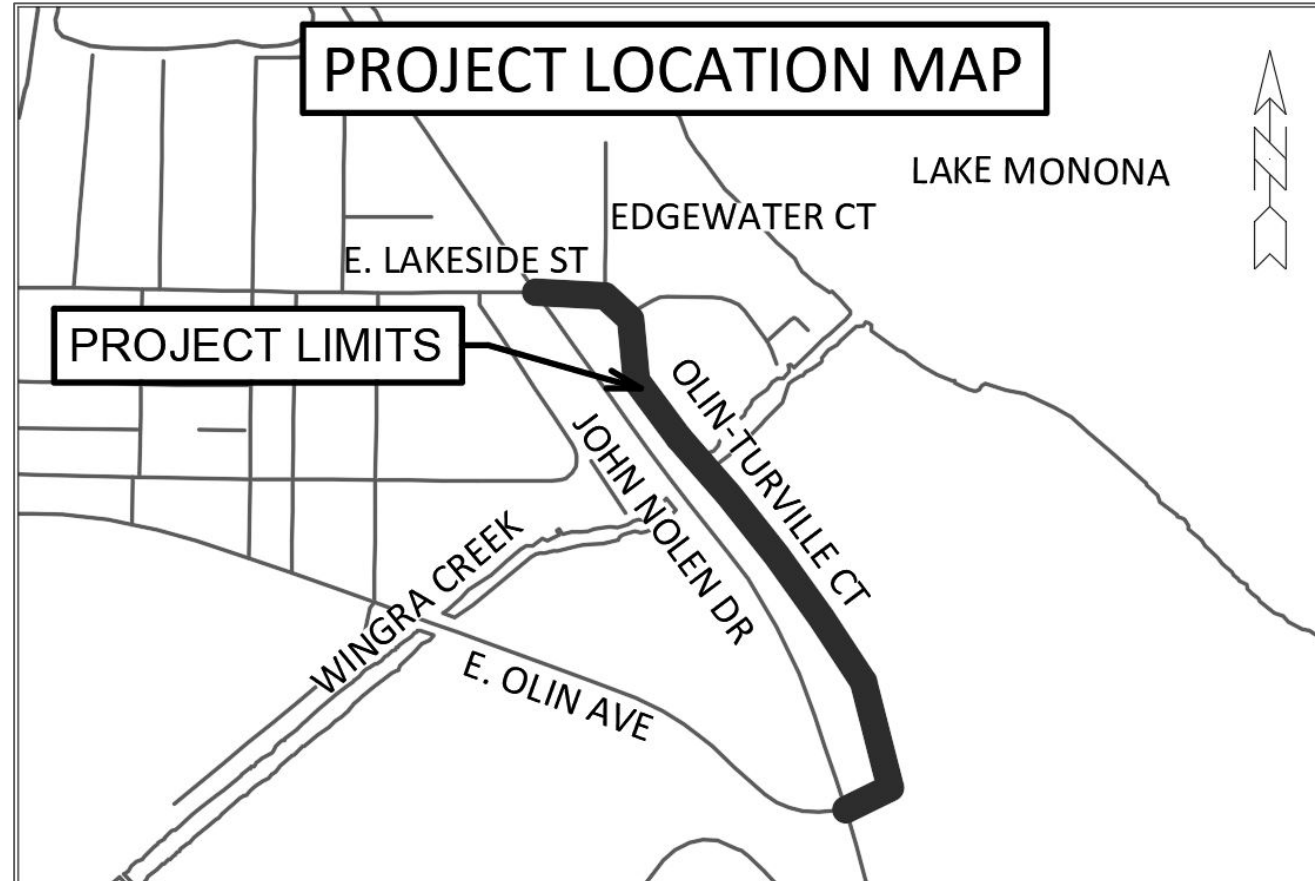 PROJECT LOCATION MAP
N
LAKE MONONA
EDGEWATER CT
E. LAKESIDE ST
PROJECT LIMITS
OLIN-TURVILLE CT
JOHN NOLEN DR
WINGRA CREEK
E. OLIN AVE